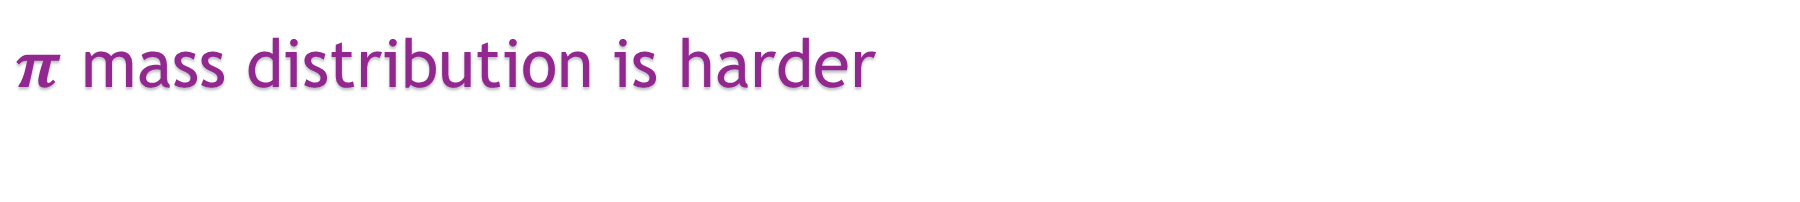 π mass distribution is harder